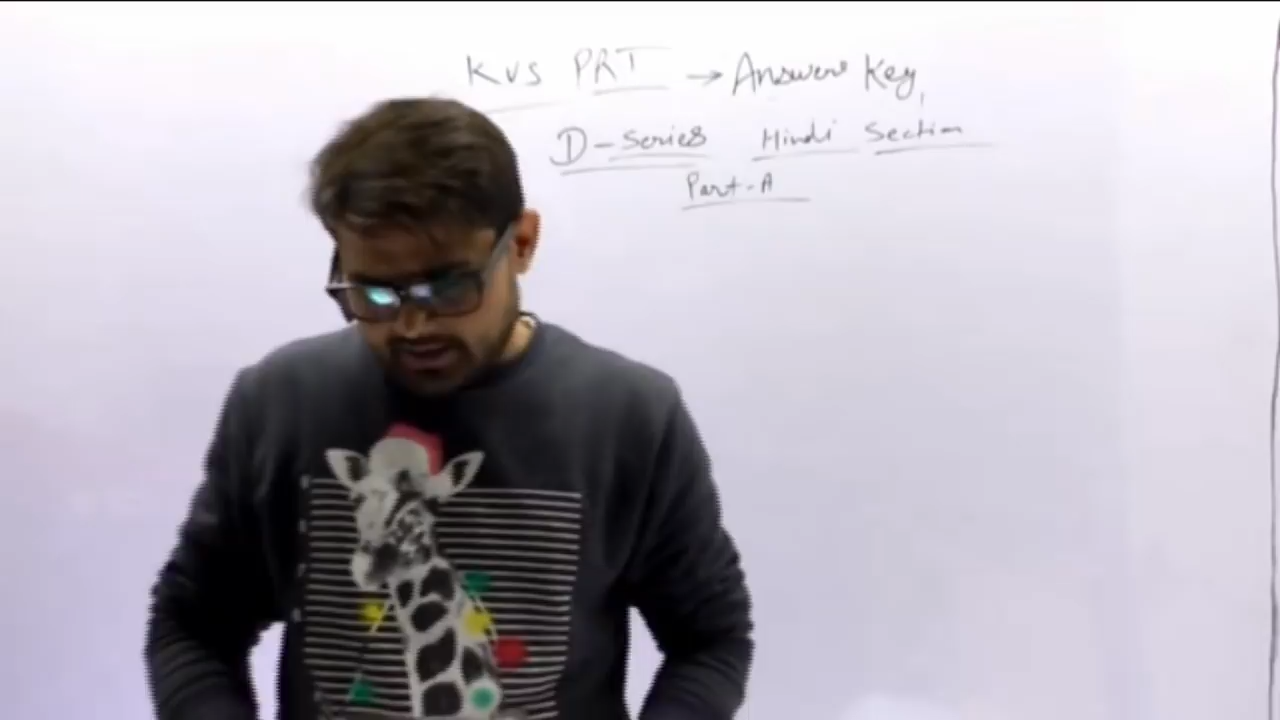 KVS PRT → Answer Key,
D-Series Hindi Section
Part-A